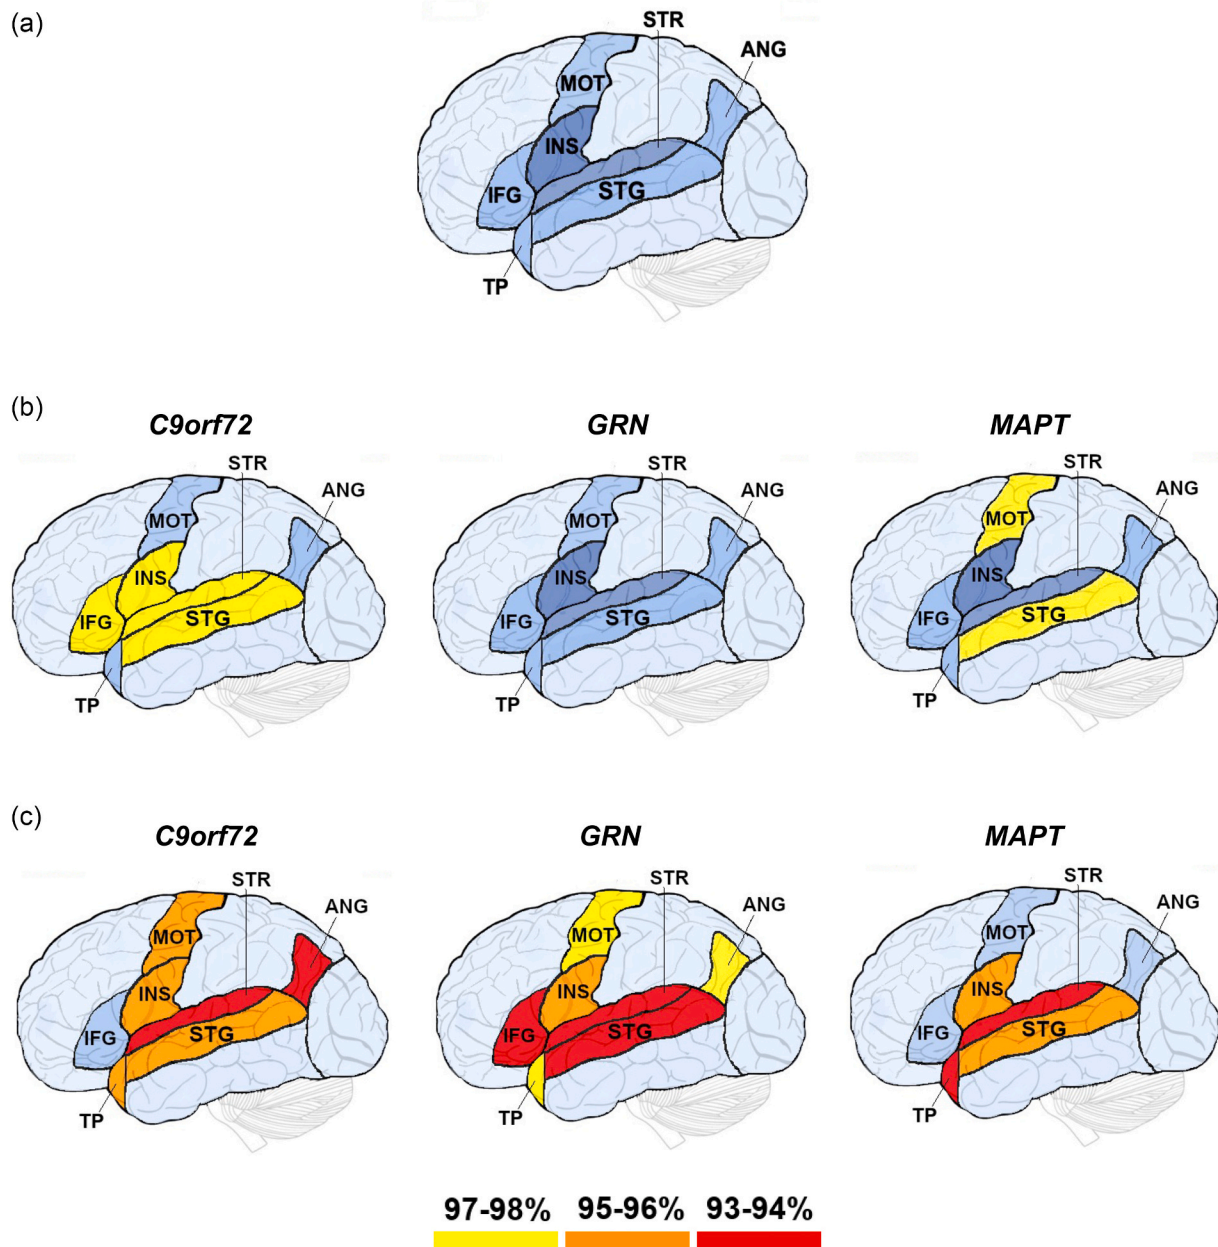 (a)
STR
ANG
MOT
INS
IFG
STG
TP
(b)
C9orf72
GRN
MAPT
STR
ANG
MOT
INS
IFG
STG
TP
STR
ANG
MOT
INS
IFG
STG
TP
STR
ANG
MOT
INS
IFG
STG
TP
(c)
C9orf72
GRN
MAPT
STR
ANG
MOT
INS
IFG
STG
TP
STR
ANG
MOT
INS
IFG
STG
TP
STR
ANG
MOT
INS
IFG
STG
TP
97-98% 95-96% 93-94%